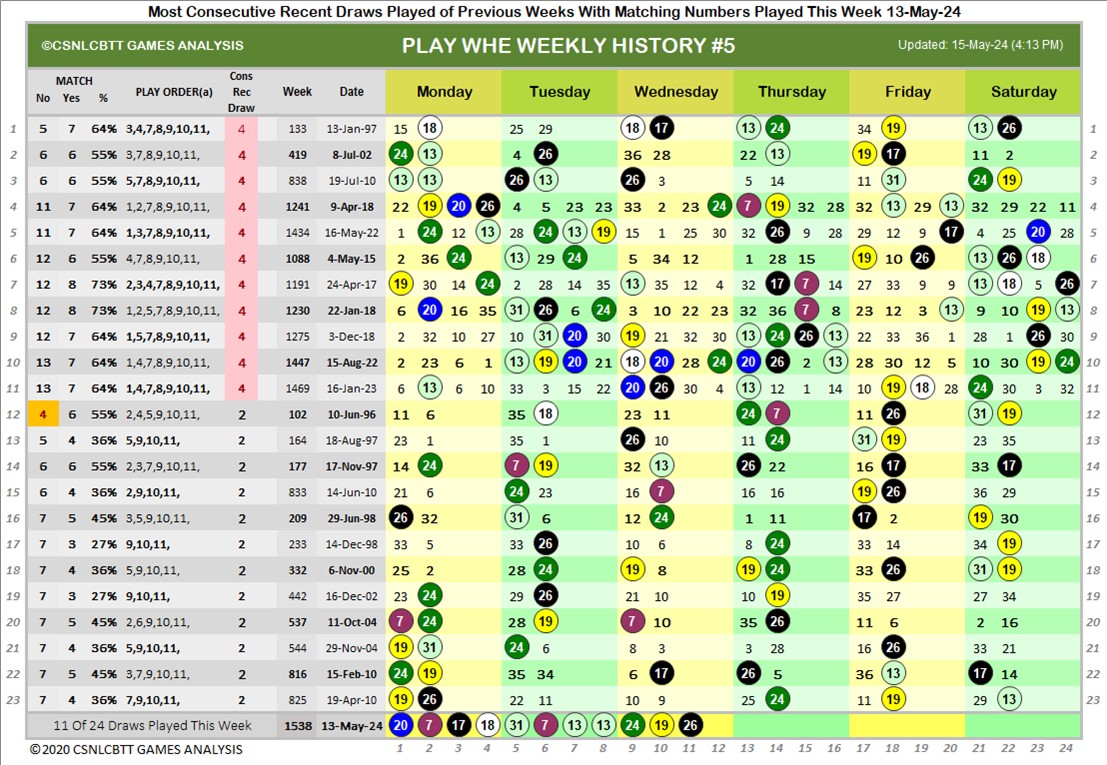 Most Consecutive Recent Draws Played of Previous Weeks With Matching Numbers Played This Week 13-May-24
©CSNLCBTT GAMES ANALYSIS PLAY WHE WEEKLY HISTORY #5 Updated: 15-May-24 (4:13 PM)
MATCH Cons
No Yes % PLAY ORDER(a) Rec Draw Week Date Monday Tuesday Wednesday Thursday Friday Saturday
1 5 7 64% 3,4,7,8,9,10,11, 4 133 13-Jan-97 15 18 25 29 18 17 13 24 34 19 13 26 1
2 6 6 55% 3,7,8,9,10,11, 4 419 8-Jul-02 24 13 4 26 36 28 22 13 19 17 11 2 2
3 6 6 55% 5,7,8,9,10,11, 4 838 19-Jul-10 13 13 26 13 26 3 5 14 11 31 24 19 3
4 11 7 64% 1,2,7,8,9,10,11, 4 1241 9-Apr-18 22 19 20 26 4 5 23 23 33 2 23 24 7 19 32 28 32 13 29 13 32 29 22 11 4
5 11 7 64% 1,3,7,8,9,10,11, 4 1434 16-May-22 1 24 12 13 28 24 13 19 15 1 25 30 32 26 9 28 29 12 9 17 4 25 20 28 5
6 12 6 55% 4,7,8,9,10,11, 4 1088 4-May-15 2 36 24 13 29 24 5 34 12 1 28 15 19 10 26 13 26 18 6
7 12 8 73% 2,3,4,7,8,9,10,11, 4 1191 24-Apr-17 19 30 14 24 2 28 14 35 13 35 12 4 32 17 7 14 27 33 9 9 13 18 5 26 7
8 12 8 73% 1,2,5,7,8,9,10,11, 4 1230 22-Jan-18 6 20 16 35 31 26 6 24 3 10 22 23 32 36 7 8 23 12 3 13 9 10 19 13 8
9 12 7 64% 1,5,7,8,9,10,11, 4 1275 3-Dec-18 2 32 10 27 10 31 20 30 19 21 32 30 13 24 26 13 22 33 36 1 28 1 26 30 9
10 13 7 64% 1,4,7,8,9,10,11, 4 1447 15-Aug-22 2 23 6 1 13 19 20 21 18 20 28 24 20 26 2 13 28 30 12 5 10 30 19 24 10
11 13 7 64% 1,4,7,8,9,10,11, 4 1469 16-Jan-23 6 13 6 10 33 3 15 22 20 26 30 4 13 12 1 14 10 19 18 28 24 30 3 32 11
12 4 6 55% 2,4,5,9,10,11, 2 102 10-Jun-96 11 6 35 18 23 11 24 7 11 26 31 19 12
13 5 4 36% 5,9,10,11, 2 164 18-Aug-97 23 1 35 1 26 10 11 24 31 19 23 35 13
14 6 6 55% 2,3,7,9,10,11, 2 177 17-Nov-97 14 24 7 19 32 13 26 22 16 17 33 17 14
15 6 4 36% 2,9,10,11, 2 833 14-Jun-10 21 6 24 23 16 7 16 16 19 26 36 29 15
16 7 5 45% 3,5,9,10,11, 2 209 29-Jun-98 26 32 31 6 12 24 1 11 17 2 19 30 16
17 7 3 27% 9,10,11, 2 233 14-Dec-98 33 5 33 26 10 6 8 24 33 14 34 19 17
18 7 4 36% 5,9,10,11, 2 332 6-Nov-00 25 2 28 24 19 8 19 24 33 26 31 19 18
19 7 3 27% 9,10,11, 2 442 16-Dec-02 23 24 29 26 21 10 10 19 35 27 27 34 19
20 7 5 45% 2,6,9,10,11, 2 537 11-Oct-04 7 24 28 19 7 10 35 26 11 6 2 16 20
21 7 4 36% 5,9,10,11, 2 544 29-Nov-04 19 31 24 6 8 3 3 28 16 26 33 21 21
22 7 5 45% 3,7,9,10,11, 2 816 15-Feb-10 24 19 35 34 6 17 26 5 36 13 17 14 22
23 7 4 36% 7,9,10,11, 2 825 19-Apr-10 19 26 22 11 10 9 25 24 11 19 29 13 23
11 Of 24 Draws Played This Week 1538 13-May-24 20 7 17 18 31 7 13 13 24 19 26
© 2020 CSNLCBTT GAMES ANALYSIS 1 2 3 4 5 6 7 8 9 10 11 12 13 14 15 16 17 18 19 20 21 22 23 24